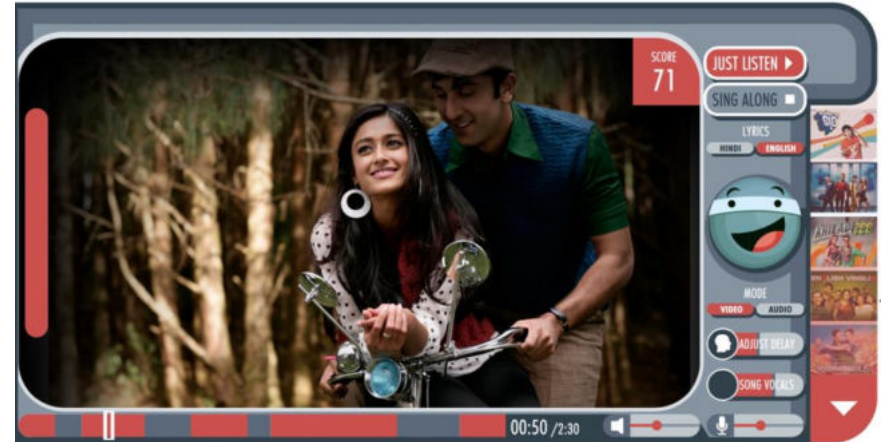 SCORE
71
JUST LISTEN
SING ALONG
LYRICS
HINDI ENGLISH
MODE
VIDEO AUDIO
ADJUST DELAY
SONG VOCALS
00:50 /2:30